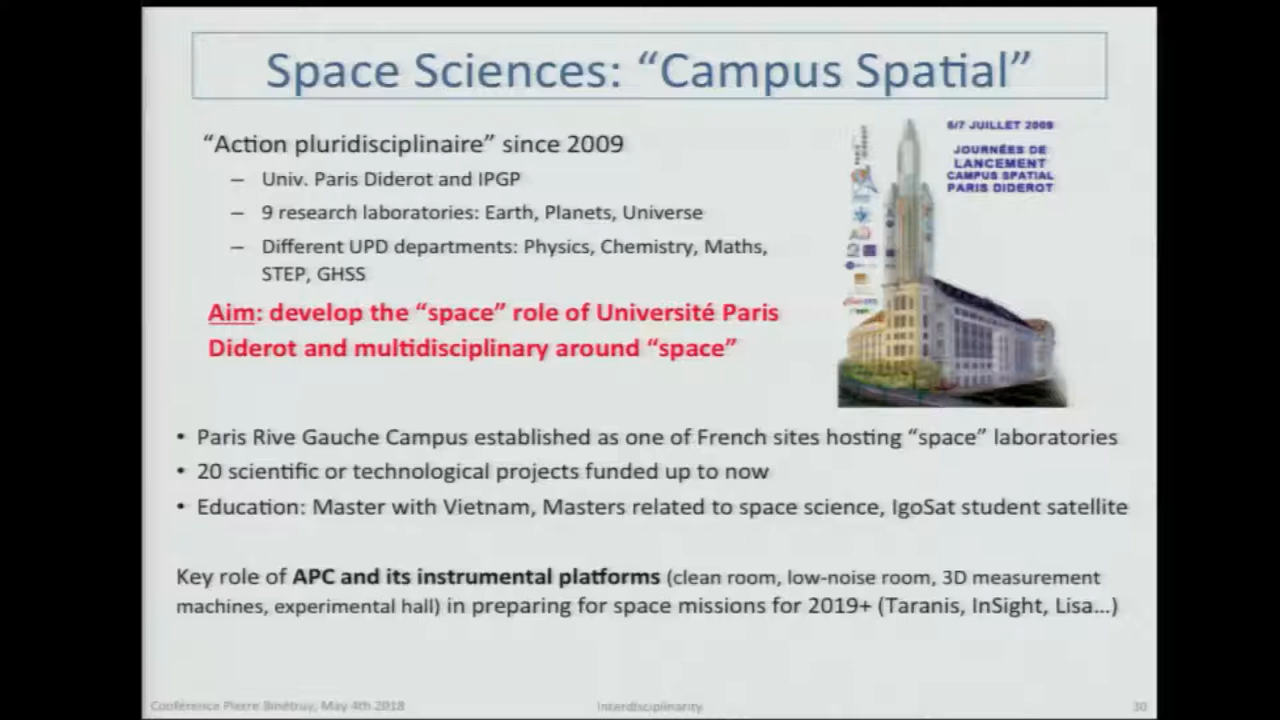 Space Sciences: “Campus Spatial”
“Action pluridisciplinaire” since 2009
– Univ. Paris Diderot and IPGP
– 9 research laboratories: Earth, Planets, Universe
– Different UPD departments: Physics, Chemistry, Maths,
STEP, GHSS
Aim: develop the “space” role of Université Paris
Diderot and multidisciplinary around “space”
6/7 JUILLET 2009
JOURNÉES DE
LANCEMENT
CAMPUS SPATIAL
PARIS DIDEROT
• Paris Rive Gauche Campus established as one of French sites hosting “space” laboratories
• 20 scientific or technological projects funded up to now
• Education: Master with Vietnam, Masters related to space science, IgoSat student satellite
Key role of APC and its instrumental platforms (clean room, low-noise room, 3D measurement
machines, experimental hall) in preparing for space missions for 2019+ (Taranis, InSight, Lisa...)
Conférence Pierre Binétruy, May 4th 2018
Interdisciplinarity
30